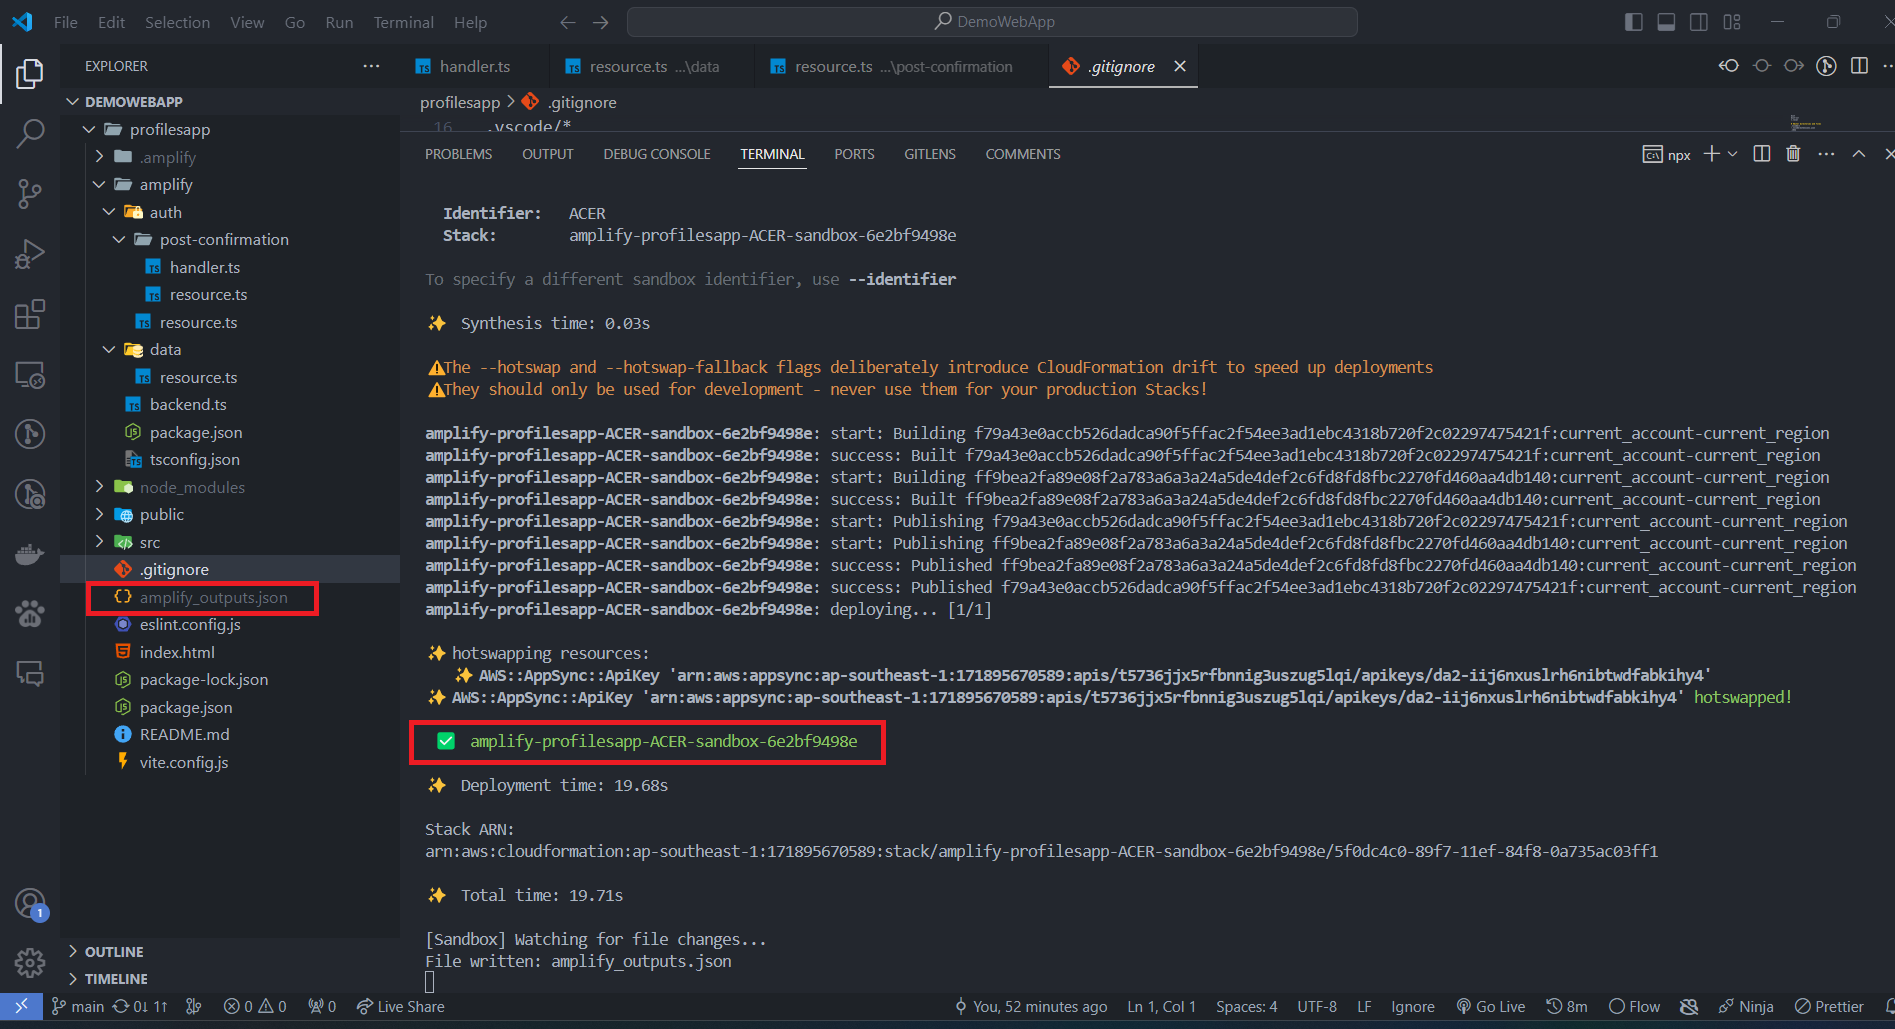 File Edit Selection View Go Run Terminal Help
DemoWebApp
EXPLORER
handler.ts
resource.ts ...\data
resource.ts ...\post-confirmation
.gitignore
DEMOWEBAPP
profilesapp
.amplify
amplify
auth
post-confirmation
handler.ts
resource.ts
resource.ts
data
resource.ts
backend.ts
package.json
tsconfig.json
node_modules
public
src
.gitignore
amplify_outputs.json
eslint.config.js
index.html
package-lock.json
package.json
README.md
vite.config.js
OUTLINE
TIMELINE
profilesapp > .gitignore
16 .vscode/*
PROBLEMS OUTPUT DEBUG CONSOLE TERMINAL PORTS GITLENS COMMENTS
npx
Identifier: ACER
Stack: amplify-profilesapp-ACER-sandbox-6e2bf9498e
To specify a different sandbox identifier, use --identifier
✨ Synthesis time: 0.03s
⚠The --hotswap and --hotswap-fallback flags deliberately introduce CloudFormation drift to speed up deployments
⚠They should only be used for development - never use them for your production Stacks!
amplify-profilesapp-ACER-sandbox-6e2bf9498e: start: Building f79a43e0accb526dadca90f5ffac2f54ee3ad1ebc4318b720f2c02297475421f:current_account-current_region
amplify-profilesapp-ACER-sandbox-6e2bf9498e: success: Built f79a43e0accb526dadca90f5ffac2f54ee3ad1ebc4318b720f2c02297475421f:current_account-current_region
amplify-profilesapp-ACER-sandbox-6e2bf9498e: start: Building ff9bea2fa89e08f2a783a6a3a24a5de4def2c6fd8fd8fbc2270fd460aa4db140:current_account-current_region
amplify-profilesapp-ACER-sandbox-6e2bf9498e: success: Built ff9bea2fa89e08f2a783a6a3a24a5de4def2c6fd8fd8fbc2270fd460aa4db140:current_account-current_region
amplify-profilesapp-ACER-sandbox-6e2bf9498e: start: Publishing f79a43e0accb526dadca90f5ffac2f54ee3ad1ebc4318b720f2c02297475421f:current_account-current_region
amplify-profilesapp-ACER-sandbox-6e2bf9498e: start: Publishing ff9bea2fa89e08f2a783a6a3a24a5de4def2c6fd8fd8fbc2270fd460aa4db140:current_account-current_region
amplify-profilesapp-ACER-sandbox-6e2bf9498e: success: Published ff9bea2fa89e08f2a783a6a3a24a5de4def2c6fd8fd8fbc2270fd460aa4db140:current_account-current_region
amplify-profilesapp-ACER-sandbox-6e2bf9498e: success: Published f79a43e0accb526dadca90f5ffac2f54ee3ad1ebc4318b720f2c02297475421f:current_account-current_region
amplify-profilesapp-ACER-sandbox-6e2bf9498e: deploying... [1/1]
✨ hotswapping resources:
✨ AWS::AppSync::ApiKey 'arn:aws:appsync:ap-southeast-1:171895670589:apis/t5736jjx5rfbnnig3uszug5lqi/apikeys/da2-iij6nxuslrh6nibtwdfabkihy4'
✨ AWS::AppSync::ApiKey 'arn:aws:appsync:ap-southeast-1:171895670589:apis/t5736jjx5rfbnnig3uszug5lqi/apikeys/da2-iij6nxuslrh6nibtwdfabkihy4' hotswapped!
✅ amplify-profilesapp-ACER-sandbox-6e2bf9498e
✨ Deployment time: 19.68s
Stack ARN:
arn:aws:cloudformation:ap-southeast-1:171895670589:stack/amplify-profilesapp-ACER-sandbox-6e2bf9498e/5f0dc4c0-89f7-11ef-84f8-0a735ac03ff1
✨ Total time: 19.71s
[Sandbox] Watching for file changes...
File written: amplify_outputs.json
1
main 0↓ 1↑ 0 0 0 Live Share You, 52 minutes ago Ln 1, Col 1 Spaces: 4 UTF-8 LF Ignore Go Live 8m Flow Ninja Prettier